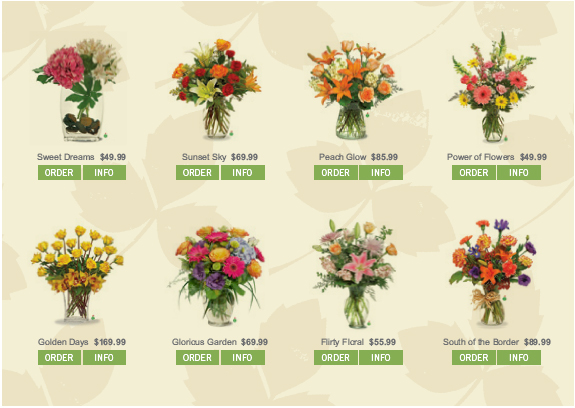 Sweet Dreams $49.99
ORDER INFO
Sunset Sky $69.99
ORDER INFO
Peach Glow $85.99
ORDER INFO
Power of Flowers $49.99
ORDER INFO
Golden Days $169.99
ORDER INFO
Glorious Garden $69.99
ORDER INFO
Flirty Floral $55.99
ORDER INFO
South of the Border $89.99
ORDER INFO